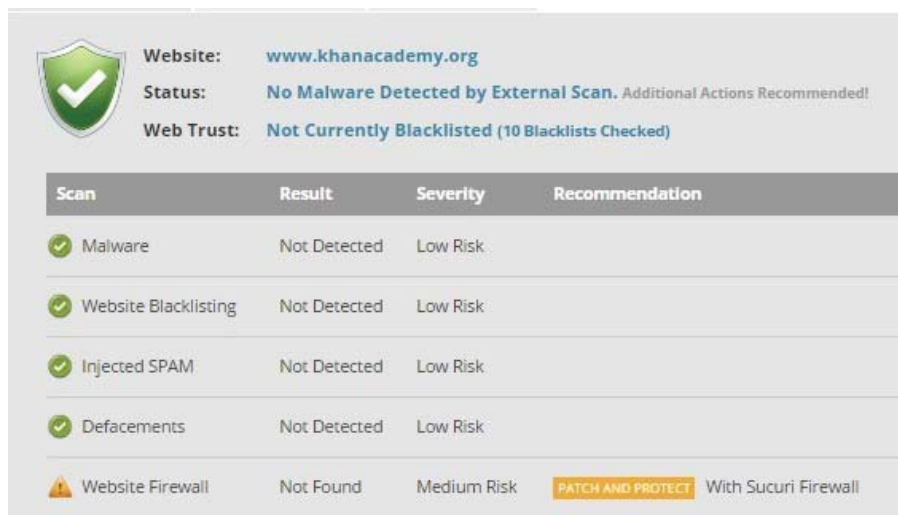 Website: www.khanacademy.org
Status: No Malware Detected by External Scan. Additional Actions Recommended!
Web Trust: Not Currently Blacklisted (10 Blacklists Checked)
Scan Result Severity Recommendation
Malware Not Detected Low Risk
Website Blacklisting Not Detected Low Risk
Injected SPAM Not Detected Low Risk
Defacements Not Detected Low Risk
Website Firewall Not Found Medium Risk PATCH AND PROTECT With Sucuri Firewall